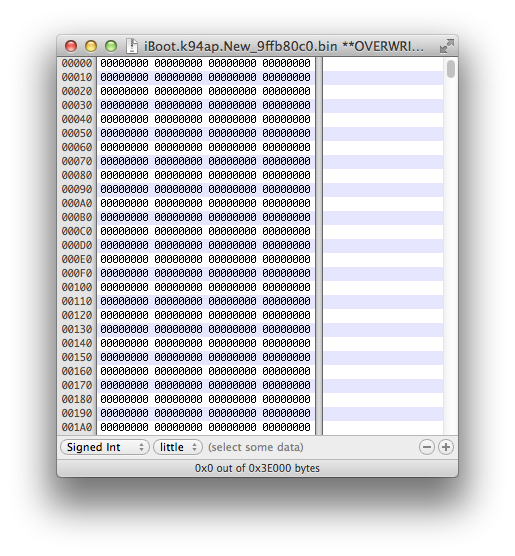 iBoot.k94ap.New_9ffb80c0.bin **OVERWRI…
00000 00000000 00000000 00000000 00000000
00010 00000000 00000000 00000000 00000000
00020 00000000 00000000 00000000 00000000
00030 00000000 00000000 00000000 00000000
00040 00000000 00000000 00000000 00000000
00050 00000000 00000000 00000000 00000000
00060 00000000 00000000 00000000 00000000
00070 00000000 00000000 00000000 00000000
00080 00000000 00000000 00000000 00000000
00090 00000000 00000000 00000000 00000000
000A0 00000000 00000000 00000000 00000000
000B0 00000000 00000000 00000000 00000000
000C0 00000000 00000000 00000000 00000000
000D0 00000000 00000000 00000000 00000000
000E0 00000000 00000000 00000000 00000000
000F0 00000000 00000000 00000000 00000000
00100 00000000 00000000 00000000 00000000
00110 00000000 00000000 00000000 00000000
00120 00000000 00000000 00000000 00000000
00130 00000000 00000000 00000000 00000000
00140 00000000 00000000 00000000 00000000
00150 00000000 00000000 00000000 00000000
00160 00000000 00000000 00000000 00000000
00170 00000000 00000000 00000000 00000000
00180 00000000 00000000 00000000 00000000
00190 00000000 00000000 00000000 00000000
001A0 00000000 00000000 00000000 00000000
Signed Int little (select some data)
0x0 out of 0x3E000 bytes